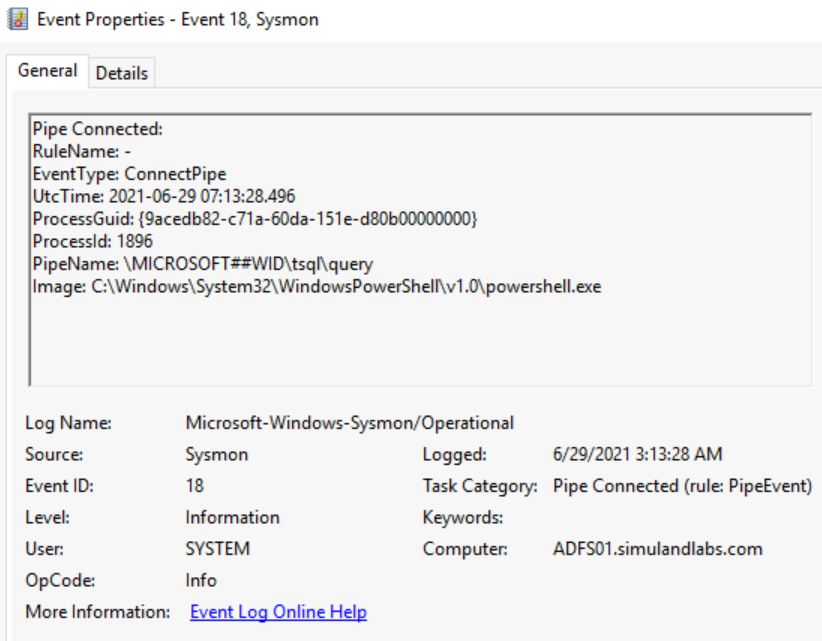 Event Properties - Event 18, Sysmon
General Details
Pipe Connected:
RuleName: -
EventType: ConnectPipe
UtcTime: 2021-06-29 07:13:28.496
ProcessGuid: {9acedb82-c71a-60da-151e-d80b00000000}
ProcessId: 1896
PipeName: \MICROSOFT##WID\tsql\query
Image: C:\Windows\System32\WindowsPowerShell\v1.0\powershell.exe
Log Name: Microsoft-Windows-Sysmon/Operational
Source: Sysmon Logged: 6/29/2021 3:13:28 AM
Event ID: 18 Task Category: Pipe Connected (rule: PipeEvent)
Level: Information Keywords:
User: SYSTEM Computer: ADFS01.simulandlabs.com
OpCode: Info
More Information: Event Log Online Help